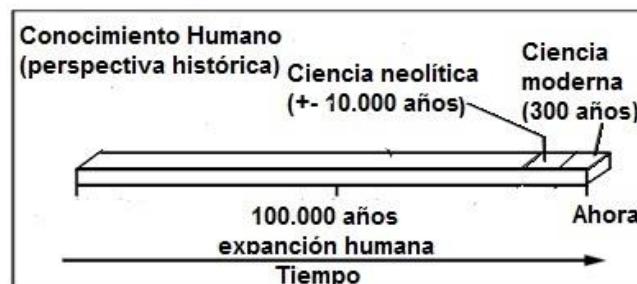 Conocimiento Humano
(perspectiva histórica)
Ciencia neolítica
(+- 10.000 años)
Ciencia
moderna
(300 años)
100.000 años
expanción humana
Ahora
Tiempo